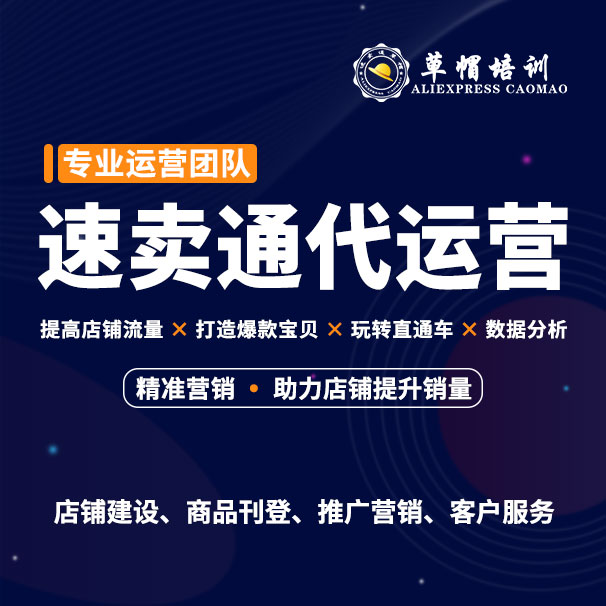 草帽培训
ALIEXPRESS CAOMAO
专业运营团队
速卖通代运营
提高店铺流量 × 打造爆款宝贝 × 玩转直通车 × 数据分析
精准营销 • 助力店铺提升销量
店铺建设、商品刊登、推广营销、客户服务